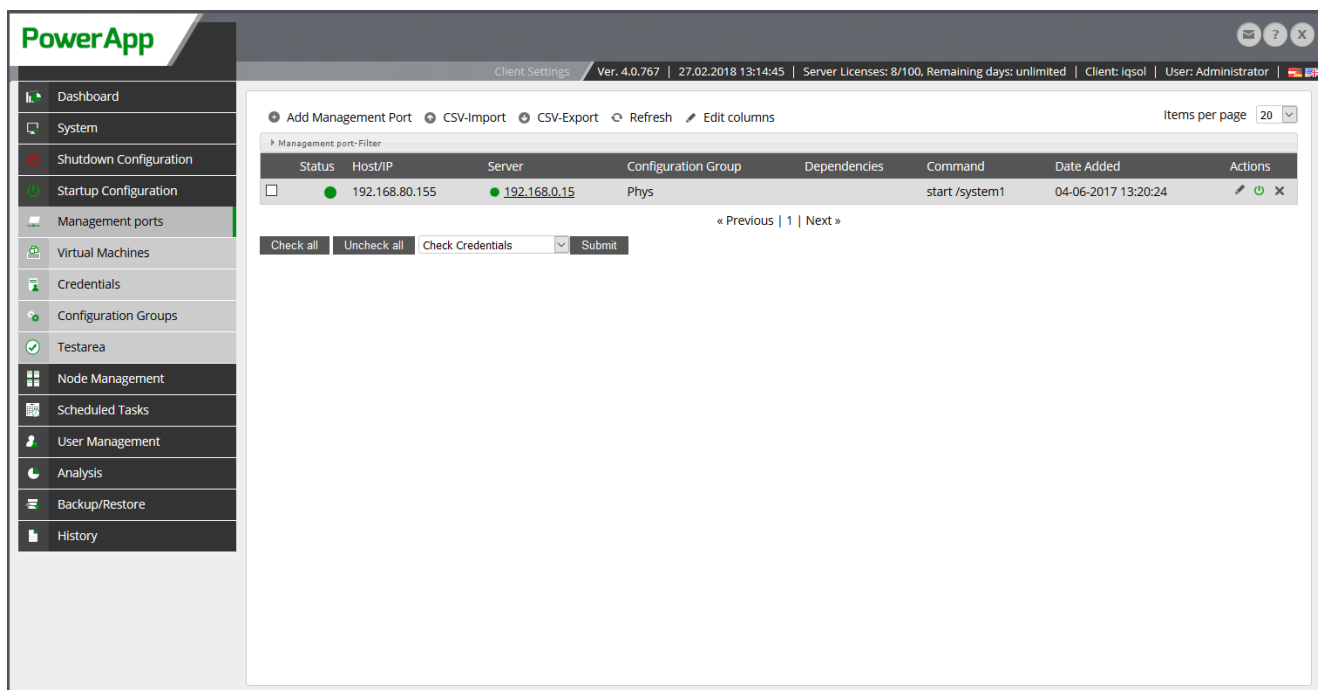 PowerApp
Client Settings Ver. 4.0.767 | 27.02.2018 13:14:45 | Server Licenses: 8/100, Remaining days: unlimited | Client: iqsol | User: Administrator |
Dashboard
System
Shutdown Configuration
Startup Configuration
Management ports
Virtual Machines
Credentials
Configuration Groups
Testarea
Node Management
Scheduled Tasks
User Management
Analysis
Backup/Restore
History
Add Management Port CSV-Import CSV-Export Refresh Edit columns Items per page 20
Management port-Filter
Status Host/IP Server Configuration Group Dependencies Command Date Added Actions
192.168.80.155 192.168.0.15 Phys start /system1 04-06-2017 13:20:24
« Previous | 1 | Next »
Check all Uncheck all Check Credentials Submit